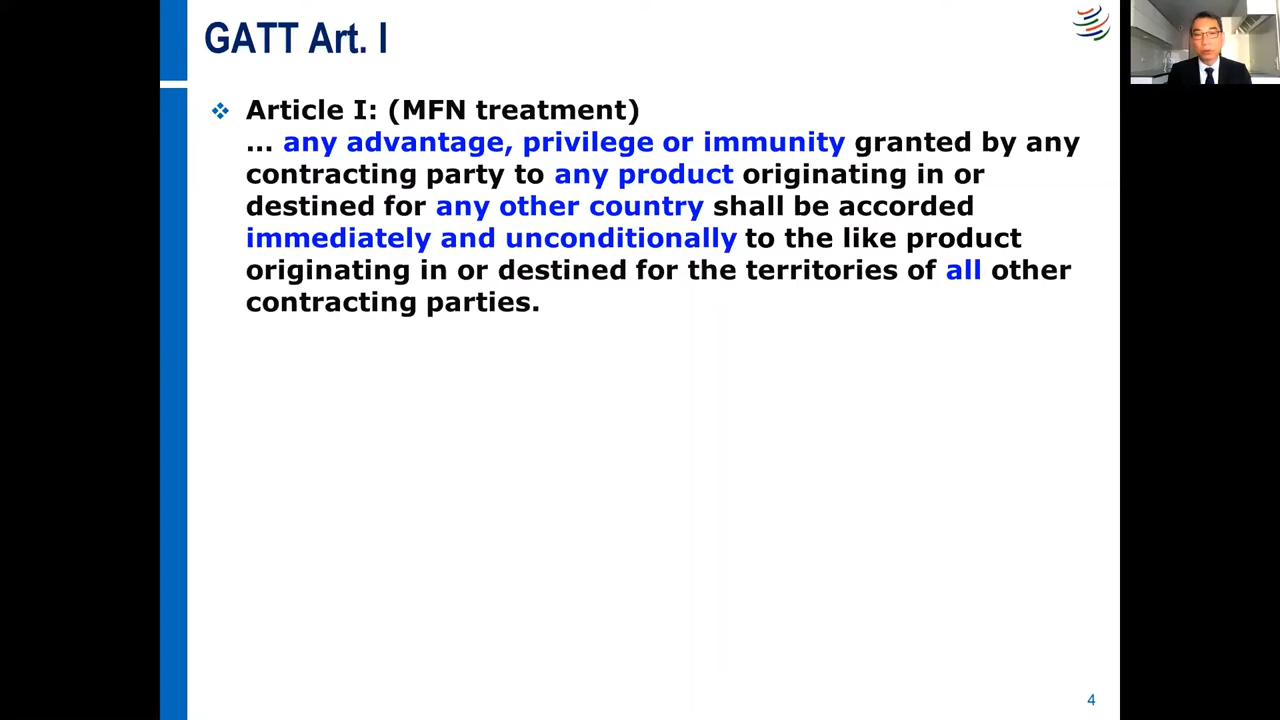 GATT Art. I
❖ Article I: (MFN treatment)
… any advantage, privilege or immunity granted by any
contracting party to any product originating in or
destined for any other country shall be accorded
immediately and unconditionally to the like product
originating in or destined for the territories of all other
contracting parties.
4